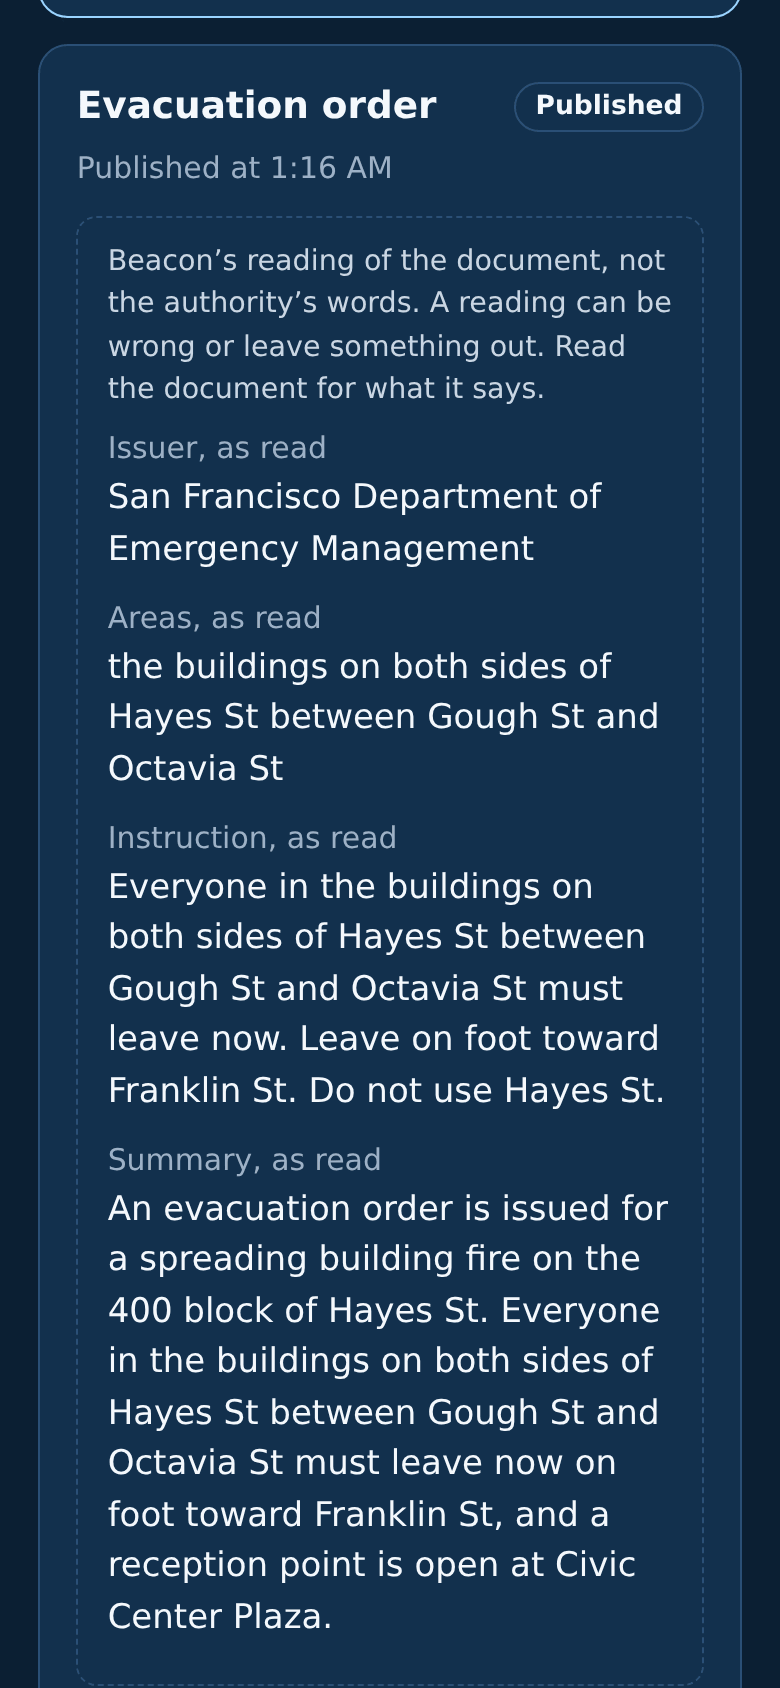 Evacuation order
Published
Published at 1:16 AM
Beacon’s reading of the document, not
the authority’s words. A reading can be
wrong or leave something out. Read
the document for what it says.
Issuer, as read
San Francisco Department of
Emergency Management
Areas, as read
the buildings on both sides of
Hayes St between Gough St and
Octavia St
Instruction, as read
Everyone in the buildings on
both sides of Hayes St between
Gough St and Octavia St must
leave now. Leave on foot toward
Franklin St. Do not use Hayes St.
Summary, as read
An evacuation order is issued for
a spreading building fire on the
400 block of Hayes St. Everyone
in the buildings on both sides of
Hayes St between Gough St and
Octavia St must leave now on
foot toward Franklin St, and a
reception point is open at Civic
Center Plaza.